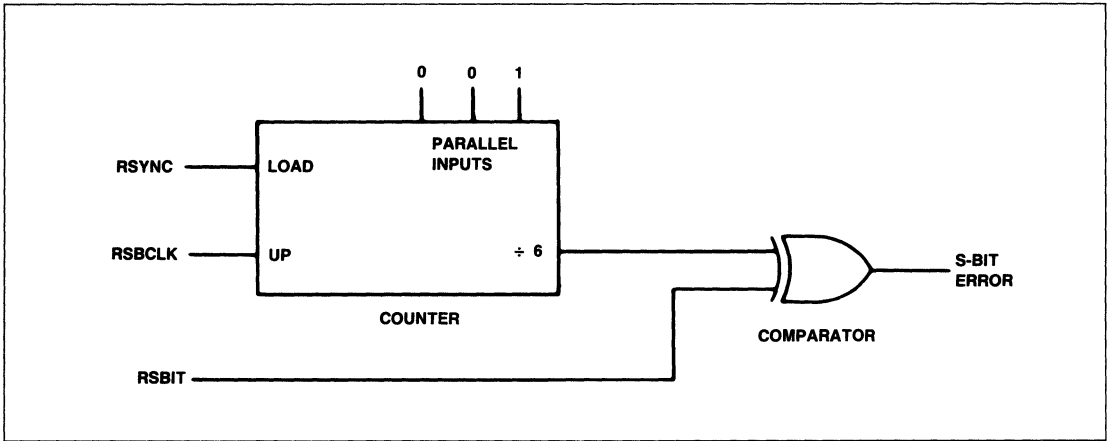 0 0 1
PARALLEL
INPUTS
RSYNC
LOAD
RSBCLK
UP
÷ 6
COUNTER
S-BIT
ERROR
COMPARATOR
RSBIT